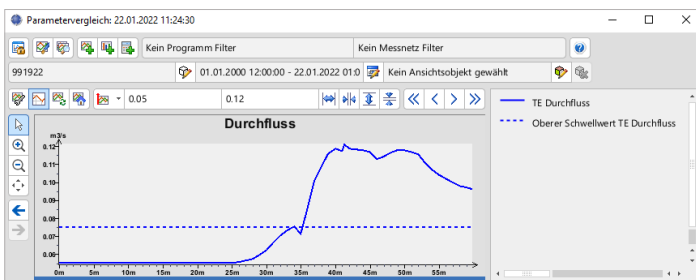 Parametervergleich: 22.01.2022 11:24:30
Kein Programm Filter
Kein Messnetz Filter
991922
01.01.2000 12:00:00 - 22.01.2022 01:0
Kein Ansichtsobjekt gewählt
0.05
0.12
Durchfluss
m3/s
0.12
0.11
0.10
0.09
0.08
0.07
0.06
0m 5m 10m 15m 20m 25m 30m 35m 40m 45m 50m 55m
TE Durchfluss
Oberer Schwellwert TE Durchfluss